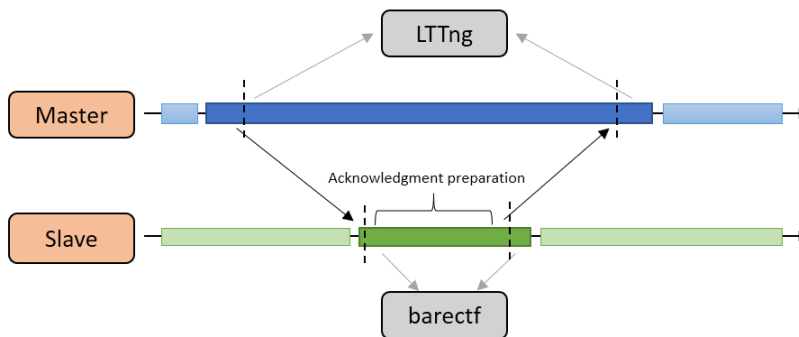 LTTng
Master
Acknowledgment preparation
Slave
barectf